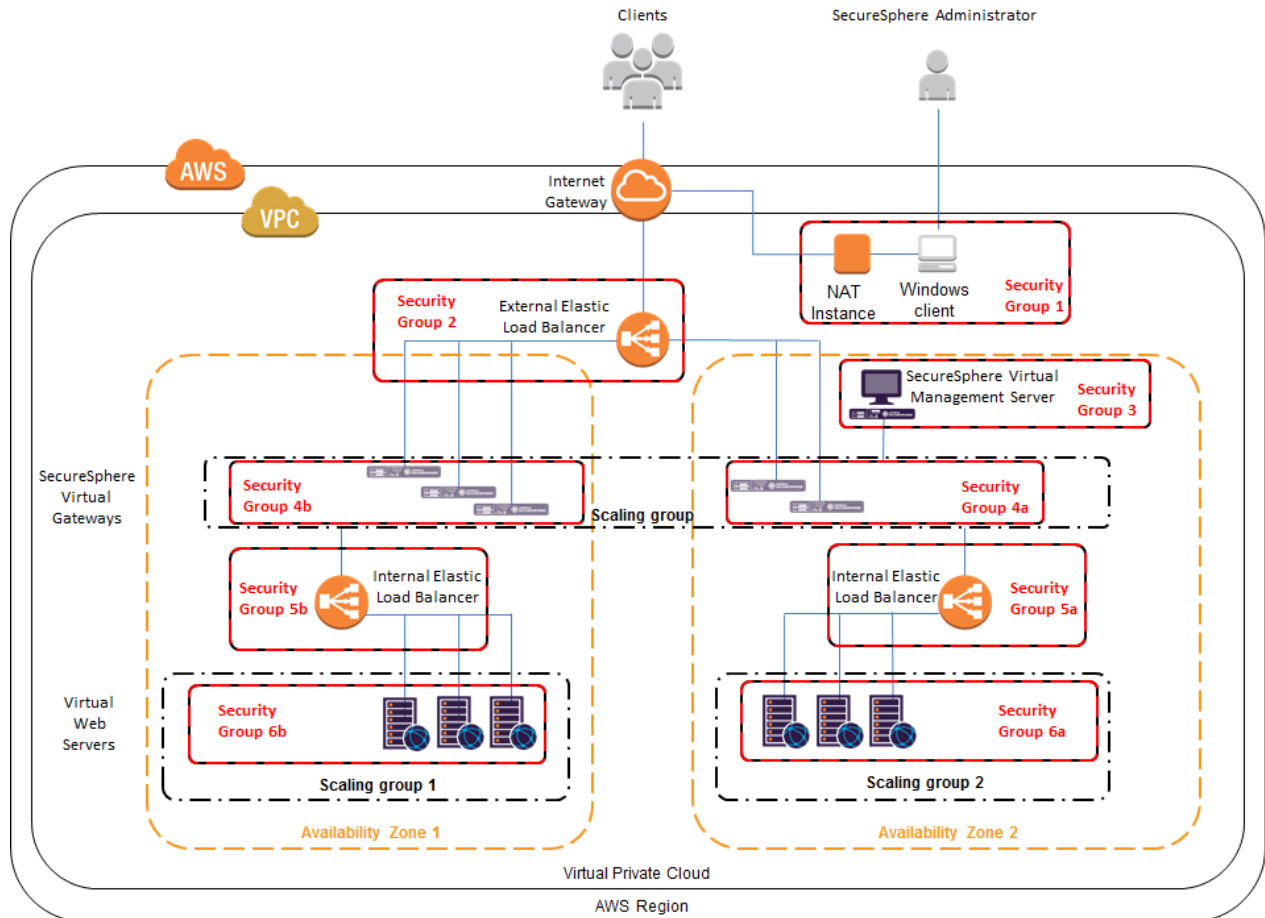 Clients
SecureSphere Administrator
AWS
Internet
Gateway
VPC
NAT
Instance
Windows
client
Security
Group 1
Security
Group 2
External Elastic
Load Balancer
SecureSphere Virtual
Management Server
Security
Group 3
SecureSphere
Virtual
Gateways
Security
Group 4b
Scaling group
Security
Group 4a
Security
Group 5b
Internal Elastic
Load Balancer
Internal Elastic
Load Balancer
Security
Group 5a
Virtual
Web
Servers
Security
Group 6b
Security
Group 6a
Scaling group 1
Scaling group 2
Availability Zone 1
Availability Zone 2
Virtual Private Cloud
AWS Region